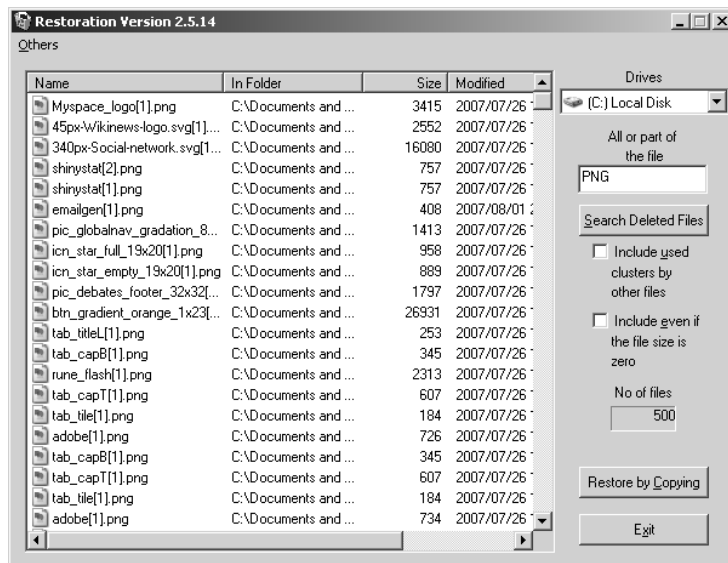 Restoration Version 2.5.14
Others
Name In Folder Size Modified
Myspace_logo[1].png C:\Documents and ... 3415 2007/07/26
45px-Wikinews-logo.svg[1]... C:\Documents and ... 2552 2007/07/26
340px-Social-network.svg[1... C:\Documents and ... 16080 2007/07/26
shinystat[2].png C:\Documents and ... 757 2007/07/26
shinystat[1].png C:\Documents and ... 757 2007/07/26
emailgen[1].png C:\Documents and ... 408 2007/08/01
pic_globalnav_gradation_8... C:\Documents and ... 1413 2007/07/26
icn_star_full_19x20[1].png C:\Documents and ... 958 2007/07/26
icn_star_empty_19x20[1].png C:\Documents and ... 889 2007/07/26
pic_debates_footer_32x32[... C:\Documents and ... 1797 2007/07/26
btn_gradient_orange_1x23[... C:\Documents and ... 26931 2007/07/26
tab_titleL[1].png C:\Documents and ... 253 2007/07/26
tab_capB[1].png C:\Documents and ... 345 2007/07/26
rune_flash[1].png C:\Documents and ... 2313 2007/07/26
tab_capT[1].png C:\Documents and ... 607 2007/07/26
tab_tile[1].png C:\Documents and ... 184 2007/07/26
adobe[1].png C:\Documents and ... 726 2007/07/26
tab_capB[1].png C:\Documents and ... 345 2007/07/26
tab_capT[1].png C:\Documents and ... 607 2007/07/26
tab_tile[1].png C:\Documents and ... 184 2007/07/26
adobe[1].png C:\Documents and ... 734 2007/07/26
Drives
(C:) Local Disk
All or part of
the file
PNG
Search Deleted Files
Include used
clusters by
other files
Include even if
the file size is
zero
No of files
500
Restore by Copying
Exit